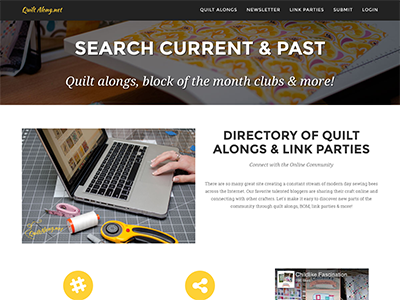 Quilt Along.net
QUILT ALONGS NEWSLETTER LINK PARTIES SUBMIT LOGIN
SEARCH CURRENT & PAST
Quilt alongs, block of the month clubs & more!
DIRECTORY OF QUILT
ALONGS & LINK PARTIES
Connect with the Online Community
There are so many great site creating a constant stream of modern day sewing bees
across the Internet. Our favorite talented bloggers are sharing their craft online and
connecting with other crafters. Let's make it easy to discover new parts of the
community through quilt alongs, BOM, link parties & more!
#
Childlike Fascination